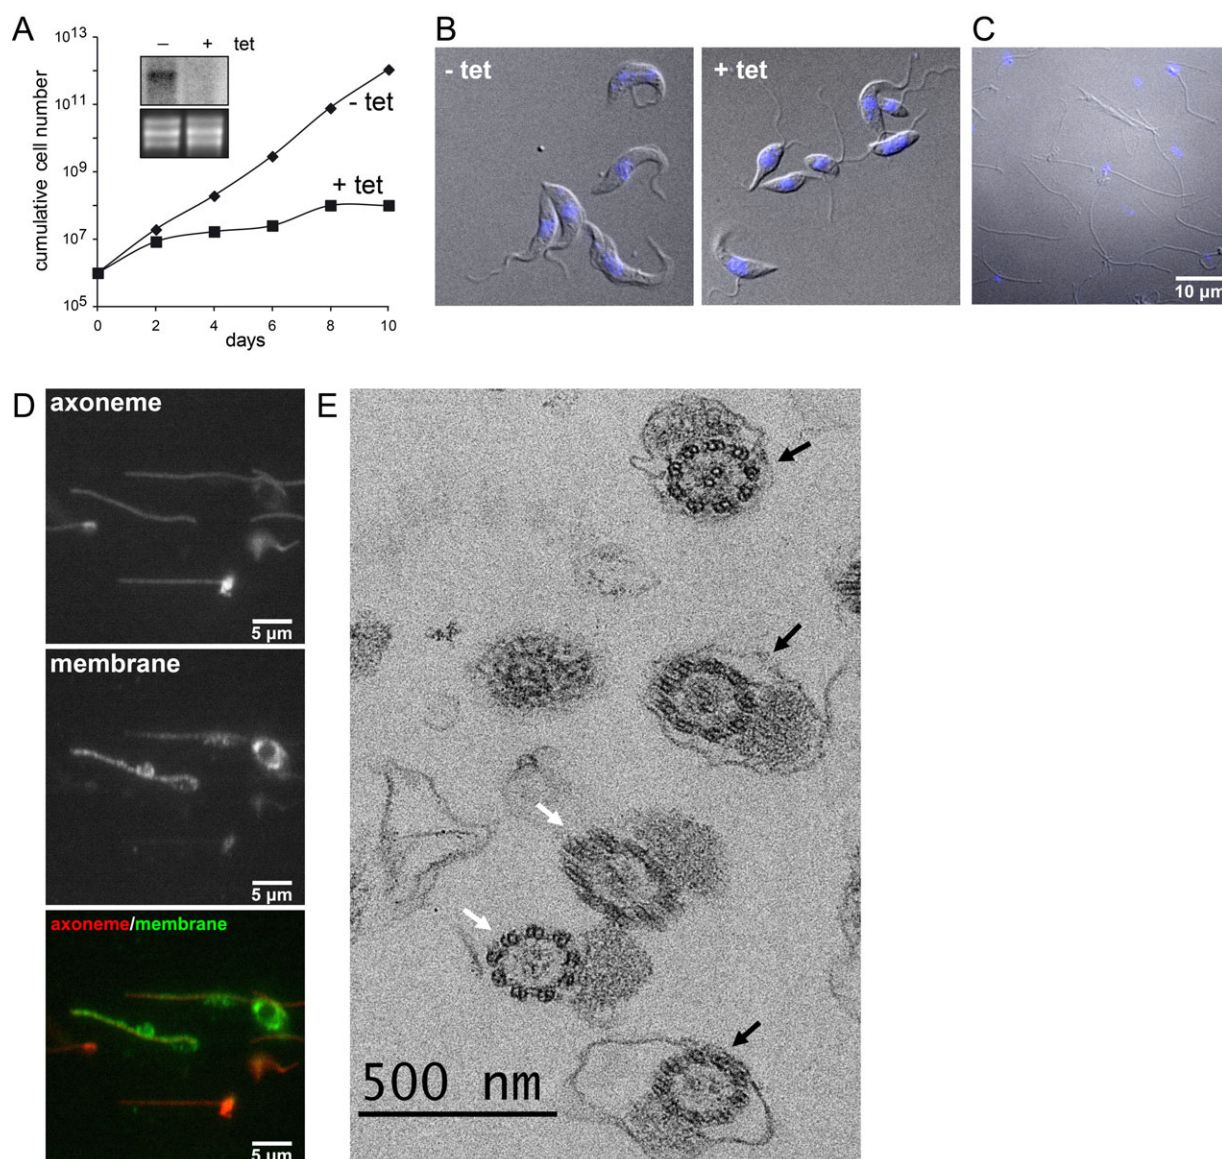 A
cumulative cell number
10^13
10^11
10^9
10^7
10^5
0
2
4
6
8
10
days
– + tet
- tet
+ tet
B
- tet
+ tet
C
10 µm
D
axoneme
5 µm
membrane
5 µm
axoneme/membrane
5 µm
E
500 nm